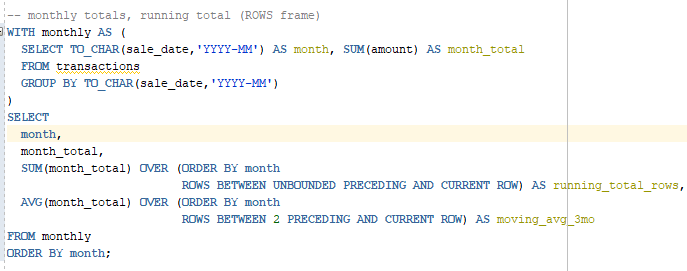 -- monthly totals, running total (ROWS frame)
WITH monthly AS (
SELECT TO_CHAR(sale_date,'YYYY-MM') AS month, SUM(amount) AS month_total
FROM transactions
GROUP BY TO_CHAR(sale_date,'YYYY-MM')
)
SELECT
month,
month_total,
SUM(month_total) OVER (ORDER BY month
ROWS BETWEEN UNBOUNDED PRECEDING AND CURRENT ROW) AS running_total_rows,
AVG(month_total) OVER (ORDER BY month
ROWS BETWEEN 2 PRECEDING AND CURRENT ROW) AS moving_avg_3mo
FROM monthly
ORDER BY month;